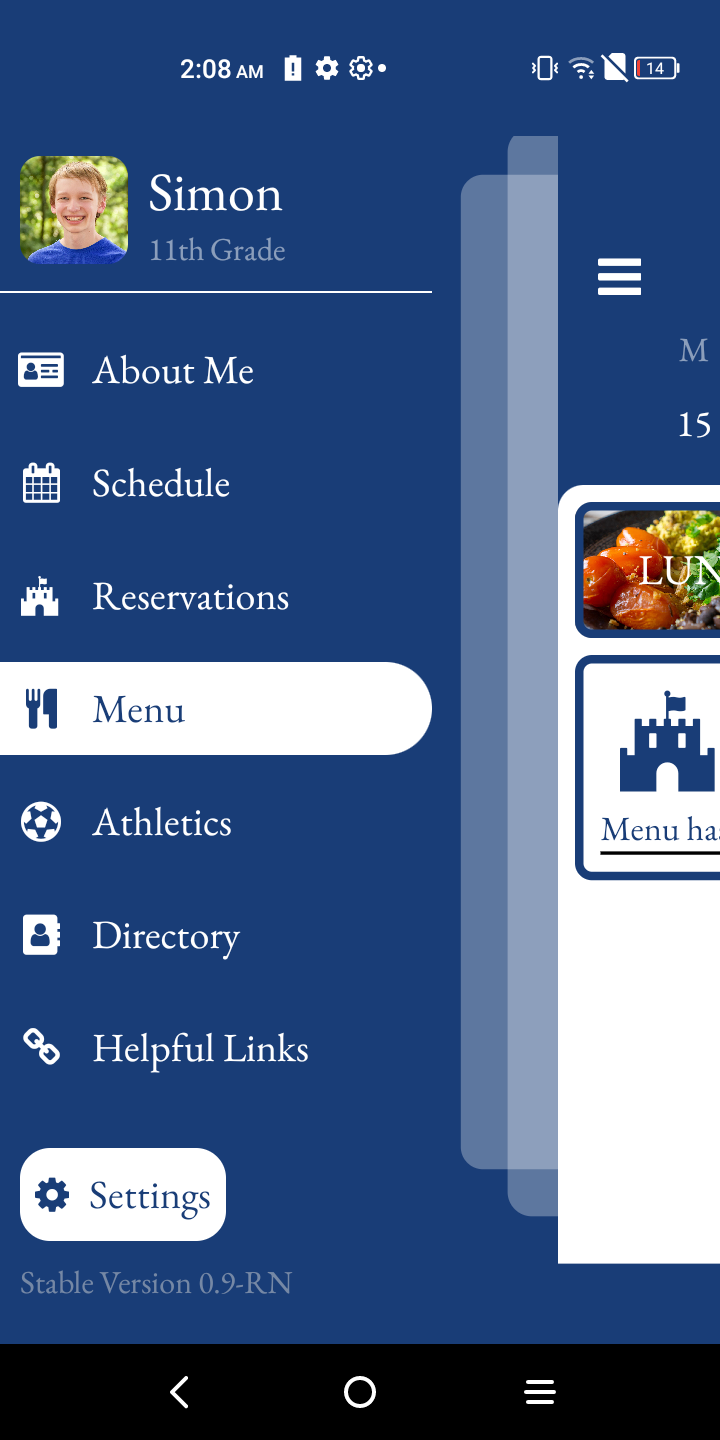 2:08 AM
14
Simon
11th Grade
About Me
Schedule
Reservations
Menu
Athletics
Directory
Helpful Links
Settings
Stable Version 0.9-RN
M
15
LUN
Menu ha